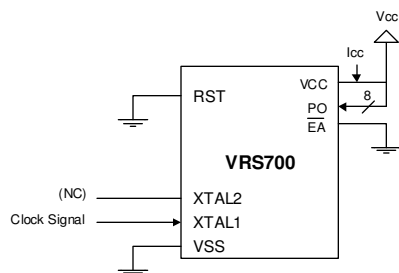 Vcc
Icc
VCC
RST
8
PO
EA
VRS700
(NC)
XTAL2
Clock Signal
XTAL1
VSS